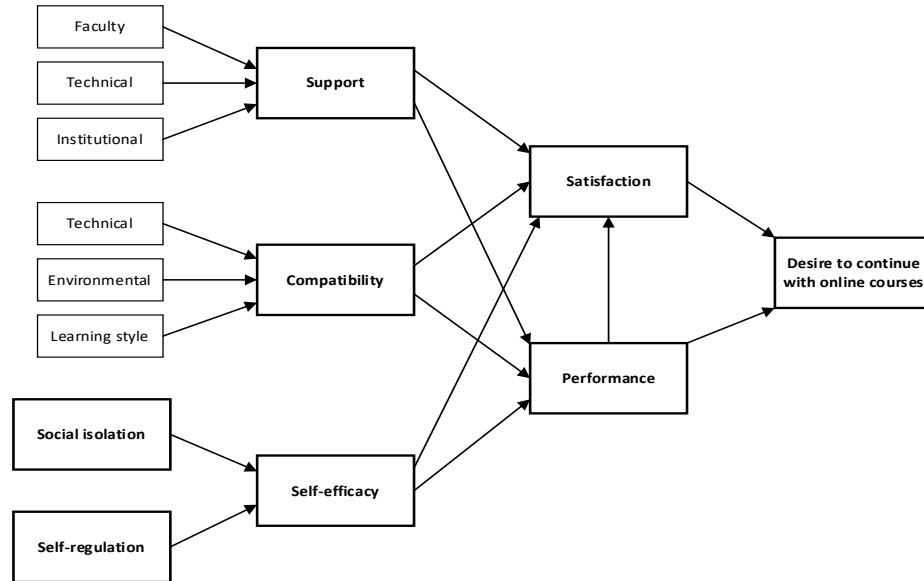 Faculty
Technical
Institutional
Support
Technical
Environmental
Learning style
Compatibility
Social isolation
Self-regulation
Self-efficacy
Satisfaction
Performance
Desire to continue
with online courses